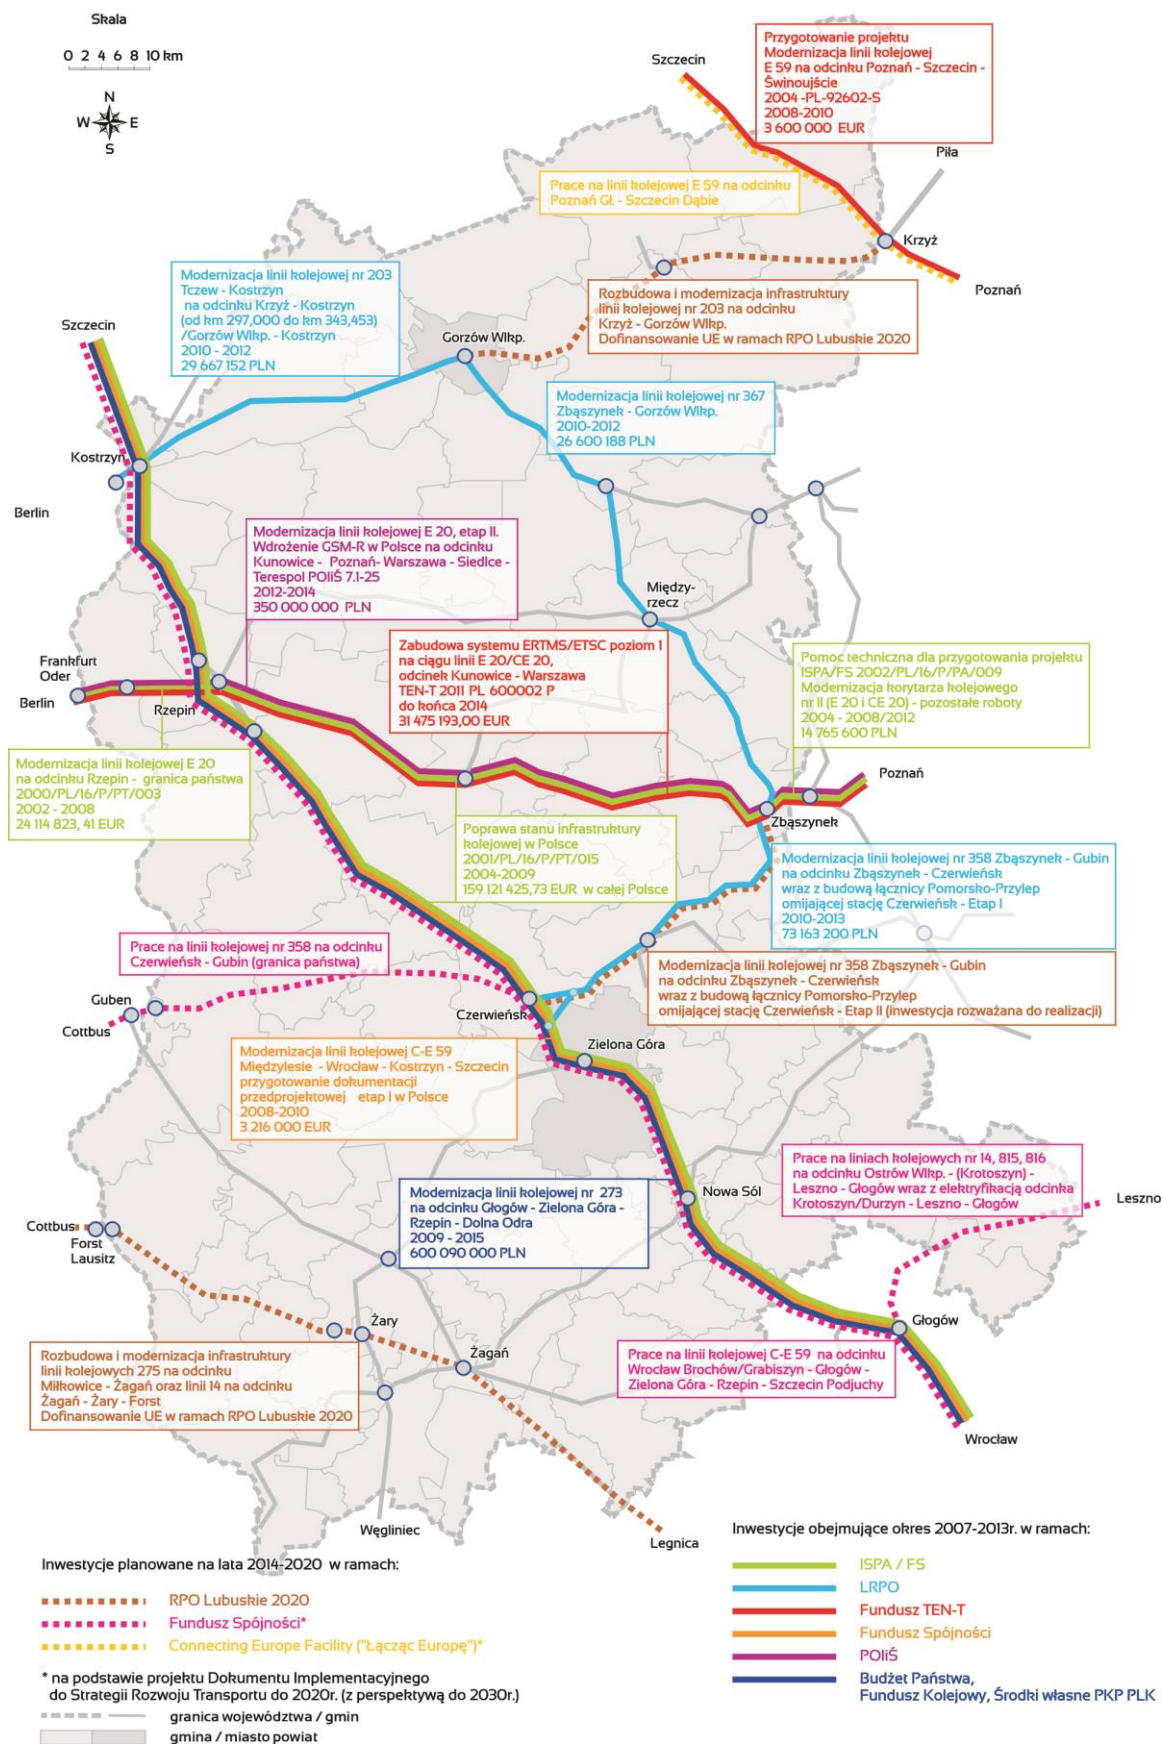 Skala
0 2 4 6 8 10 km
N
W E
S
Szczecin
Przygotowanie projektu
Modernizacja linii kolejowej
E 59 na odcinku Poznań - Szczecin -
Świnoujście
2004 -PL-92602-S
2008-2010
3 600 000 EUR
Piła
Prace na linii kolejowej E 59 na odcinku
Poznań Gł. - Szczecin Dąbie
Krzyż
Poznań
Modernizacja linii kolejowej nr 203
Tczew - Kostrzyn
na odcinku Krzyż - Kostrzyn
(od km 297,000 do km 343,453)
/Gorzów Wlkp. - Kostrzyn
2010 - 2012
29 667 152 PLN
Rozbudowa i modernizacja infrastruktury
linii kolejowej nr 203 na odcinku
Krzyż - Gorzów Wlkp.
Dofinansowanie UE w ramach RPO Lubuskie 2020
Szczecin
Gorzów Wlkp.
Modernizacja linii kolejowej nr 367
Zbąszynek - Gorzów Wlkp.
2010-2012
26 600 188 PLN
Kostrzyn
Berlin
Modernizacja linii kolejowej E 20, etap II.
Wdrożenie GSM-R w Polsce na odcinku
Kunowice - Poznań- Warszawa - Siedlce -
Terespol POIiŚ 7.1-25
2012-2014
350 000 000 PLN
Między-
rzecz
Zabudowa systemu ERTMS/ETSC poziom 1
na ciągu linii E 20/CE 20,
odcinek Kunowice - Warszawa
TEN-T 2011 PL 600002 P
do końca 2014
31 475 193,00 EUR
Pomoc techniczna dla przygotowania projektu
ISPA/FS 2002/PL/16/P/PA/009
Modernizacja korytarza kolejowego
nr II (E 20 i CE 20) - pozostałe roboty
2004 - 2008/2012
14 765 600 PLN
Frankfurt
Oder
Berlin
Rzepin
Modernizacja linii kolejowej E 20
na odcinku Rzepin - granica państwa
2000/PL/16/P/PT/003
2002 - 2008
24 114 823, 41 EUR
Poznań
Zbąszynek
Poprawa stanu infrastruktury
kolejowej w Polsce
2001/PL/16/P/PT/015
2004-2009
159 121 425,73 EUR w całej Polsce
Modernizacja linii kolejowej nr 358 Zbąszynek - Gubin
na odcinku Zbąszynek - Czerwieńsk
wraz z budową łącznicy Pomorsko-Przylep
omijającej stację Czerwieńsk - Etap I
2010-2013
73 163 200 PLN
Prace na linii kolejowej nr 358 na odcinku
Czerwieńsk - Gubin (granica państwa)
Modernizacja linii kolejowej nr 358 Zbąszynek - Gubin
na odcinku Zbąszynek - Czerwieńsk
wraz z budową łącznicy Pomorsko-Przylep
omijającej stację Czerwieńsk - Etap II (inwestycja rozważana do realizacji)
Guben
Cottbus
Czerwieńsk
Zielona Góra
Modernizacja linii kolejowej C-E 59
Międzylesie - Wrocław - Kostrzyn - Szczecin
przygotowanie dokumentacji
przedprojektowej etap I w Polsce
2008-2010
3 216 000 EUR
Prace na liniach kolejowych nr 14, 815, 816
na odcinku Ostrów Wlkp. - (Krotoszyn) -
Leszno - Głogów wraz z elektryfikacją odcinka
Krotoszyn/Durzyn - Leszno - Głogów
Leszno
Modernizacja linii kolejowej nr 273
na odcinku Głogów - Zielona Góra -
Rzepin - Dolna Odra
2009 - 2015
600 090 000 PLN
Nowa Sól
Cottbus
Forst
Lausitz
Żary
Żagań
Głogów
Rozbudowa i modernizacja infrastruktury
linii kolejowych 275 na odcinku
Miłkowice - Żagań oraz linii 14 na odcinku
Żagań - Żary - Forst
Dofinansowanie UE w ramach RPO Lubuskie 2020
Prace na linii kolejowej C-E 59 na odcinku
Wrocław Brochów/Grabiszyn - Głogów -
Zielona Góra - Rzepin - Szczecin Podjuchy
Wrocław
Węgliniec
Legnica
Inwestycje planowane na lata 2014-2020 w ramach:
RPO Lubuskie 2020
Fundusz Spójności*
Connecting Europe Facility ("Łącząc Europę")*
* na podstawie projektu Dokumentu Implementacyjnego
do Strategii Rozwoju Transportu do 2020r. (z perspektywą do 2030r.)
granica województwa / gmin
gmina / miasto powiat
Inwestycje obejmujące okres 2007-2013r. w ramach:
ISPA / FS
LRPO
Fundusz TEN-T
Fundusz Spójności
POIiŚ
Budżet Państwa,
Fundusz Kolejowy, Środki własne PKP PLK